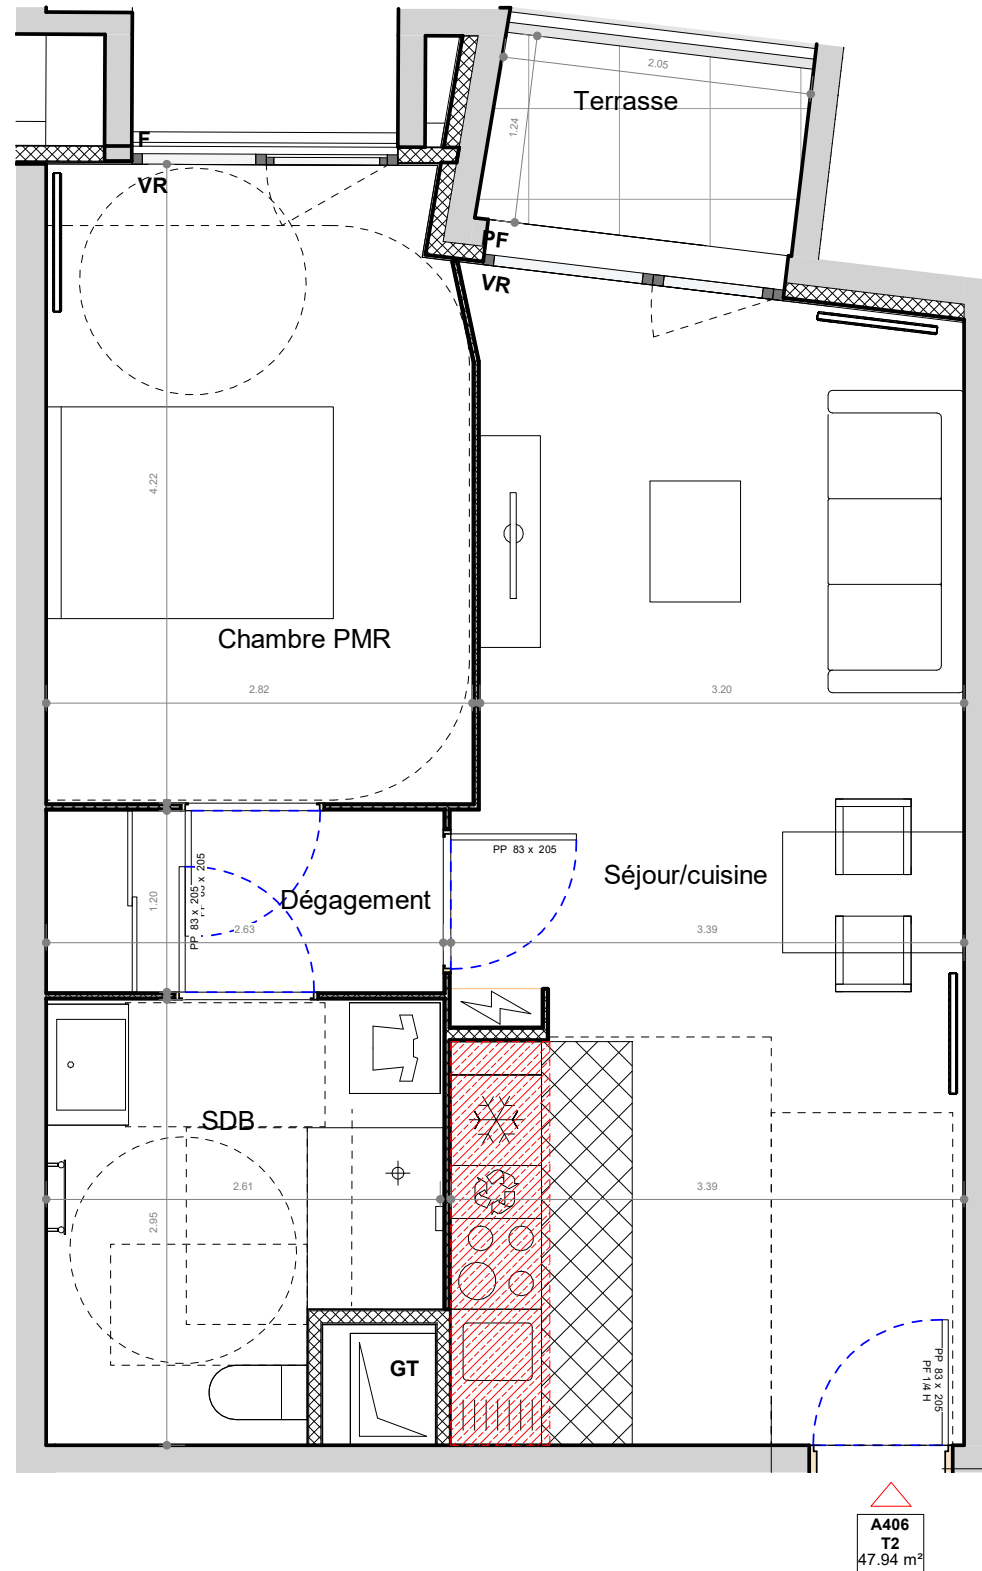 2.05
Terrasse
1.24
F
VR
PF
VR
4.22
Chambre PMR
2.82
3.20
PP 83 x 205
Séjour/cuisine
PP 83 x 205
1.20
Dégagement
2.63
3.39
SDB
2.61
3.39
2.95
GT
PP 83 x 205
PF 1/4 H
A406
T2
47.94 m²